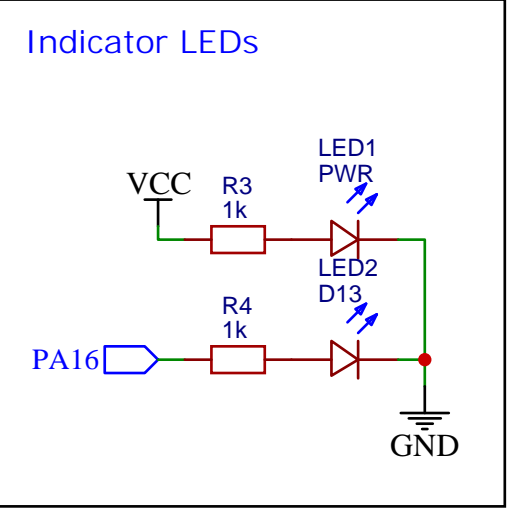 Indicator LEDs
LED1
PWR
VCC
R3
1k
LED2
D13
R4
1k
PA16
GND